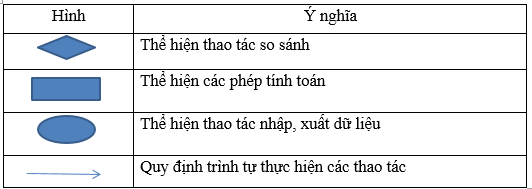 Hình Ý nghĩa
Thể hiện thao tác so sánh
Thể hiện các phép tính toán
Thể hiện thao tác nhập, xuất dữ liệu
Quy định trình tự thực hiện các thao tác